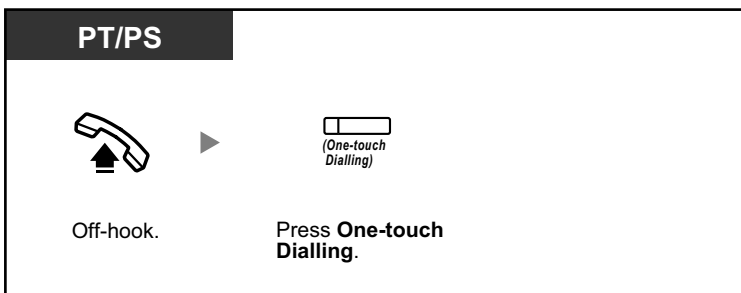 PT/PS
(One-touch
Dialling)
Off-hook.
Press One-touch
Dialling.